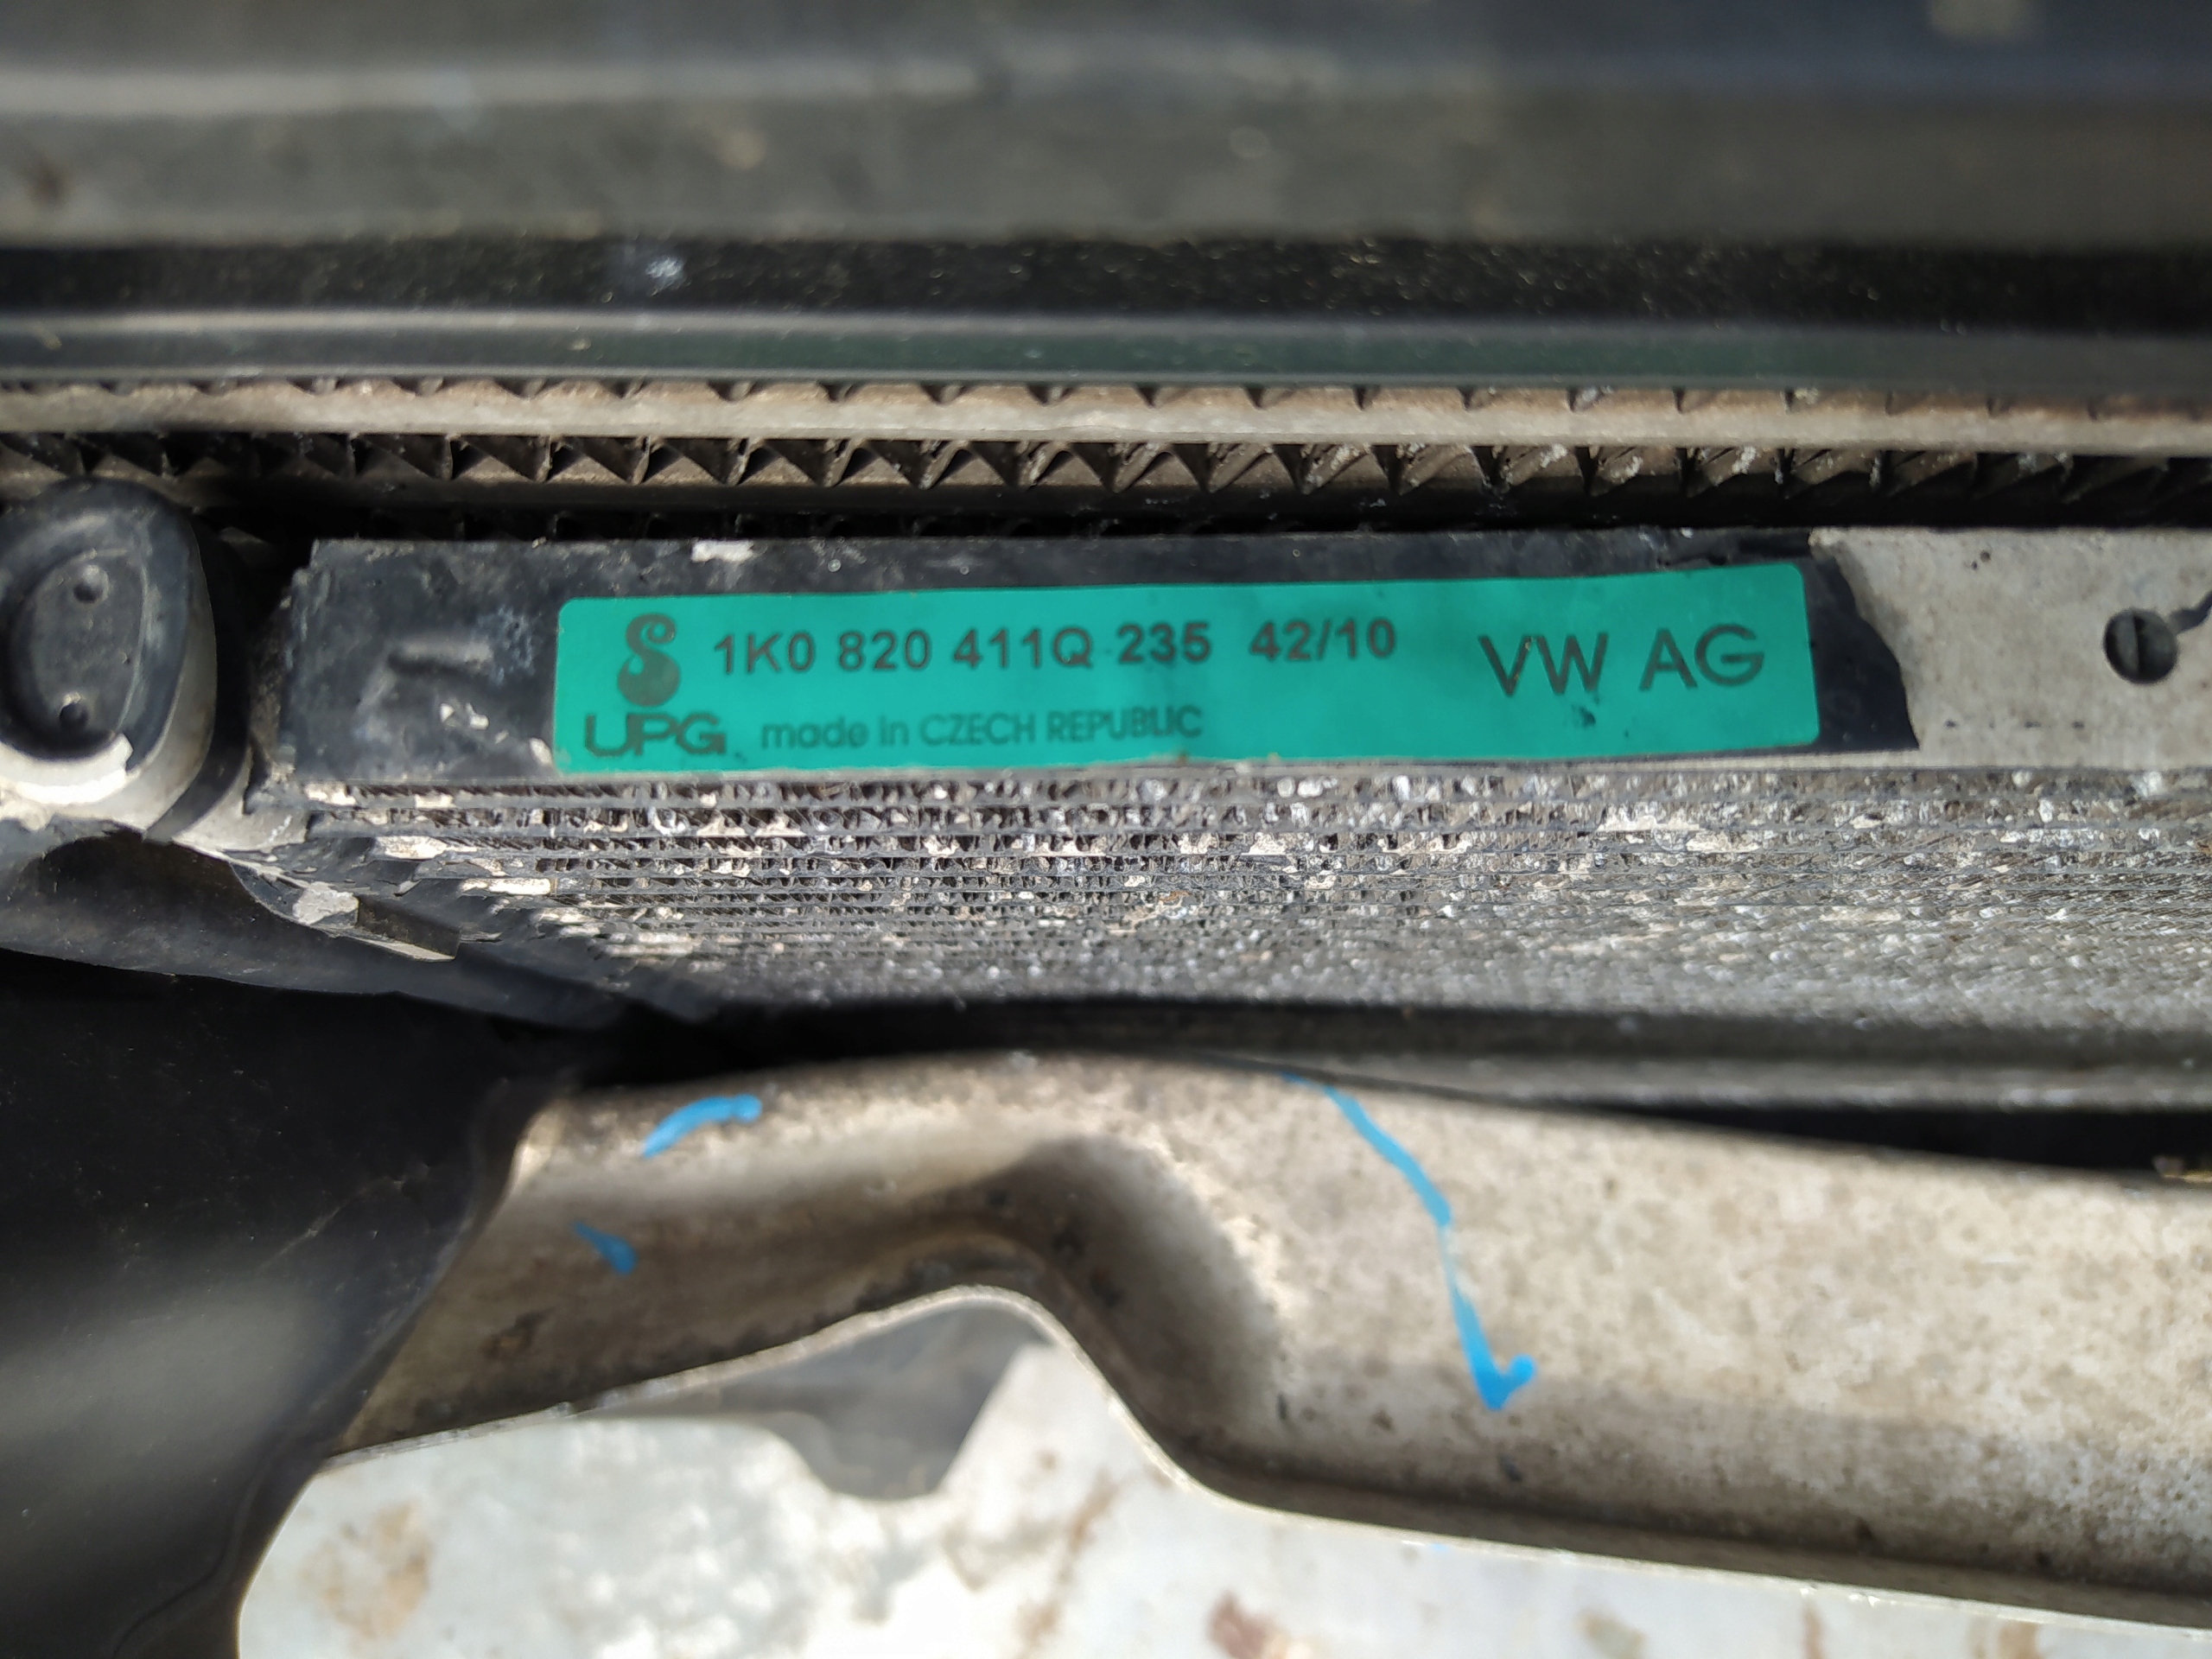 1K0 820 411Q 235 42/10 VW AG
UPG made in CZECH REPUBLIC